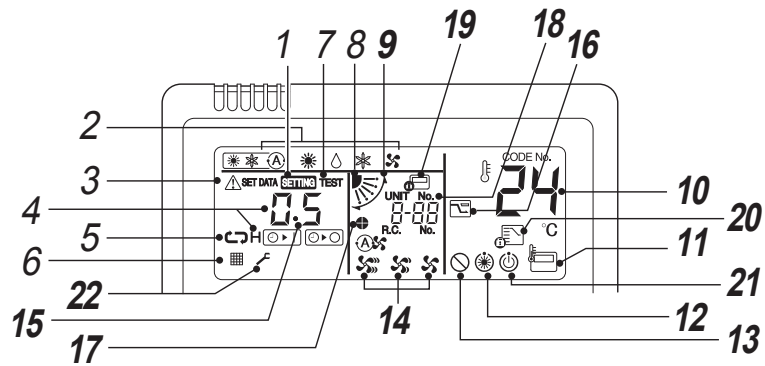 1 7 8 9 19 18 16
2
CODE No.
A
3 SET DATA SETTING TEST
UNIT No.
24 10
4 0.5 8-88
R.C. No.
°C 20
5 H
A
11
6
22
15 17 14 13 12 21